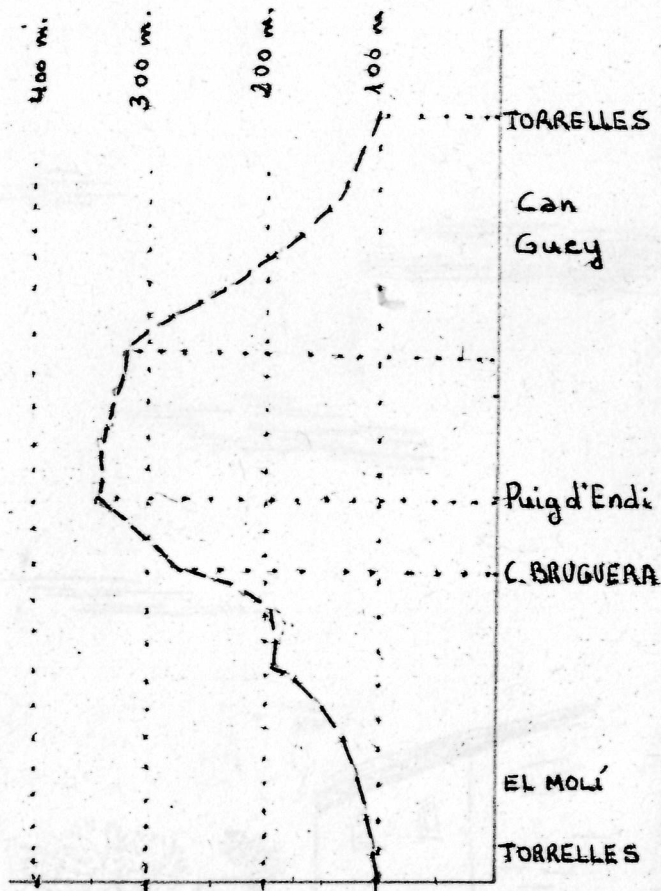 400 m.
300 m.
200 m.
100 m
TORRELLES
Can
Guey
Puig d'Endi
C. BRUGUERA
EL MOLÍ
TORRELLES